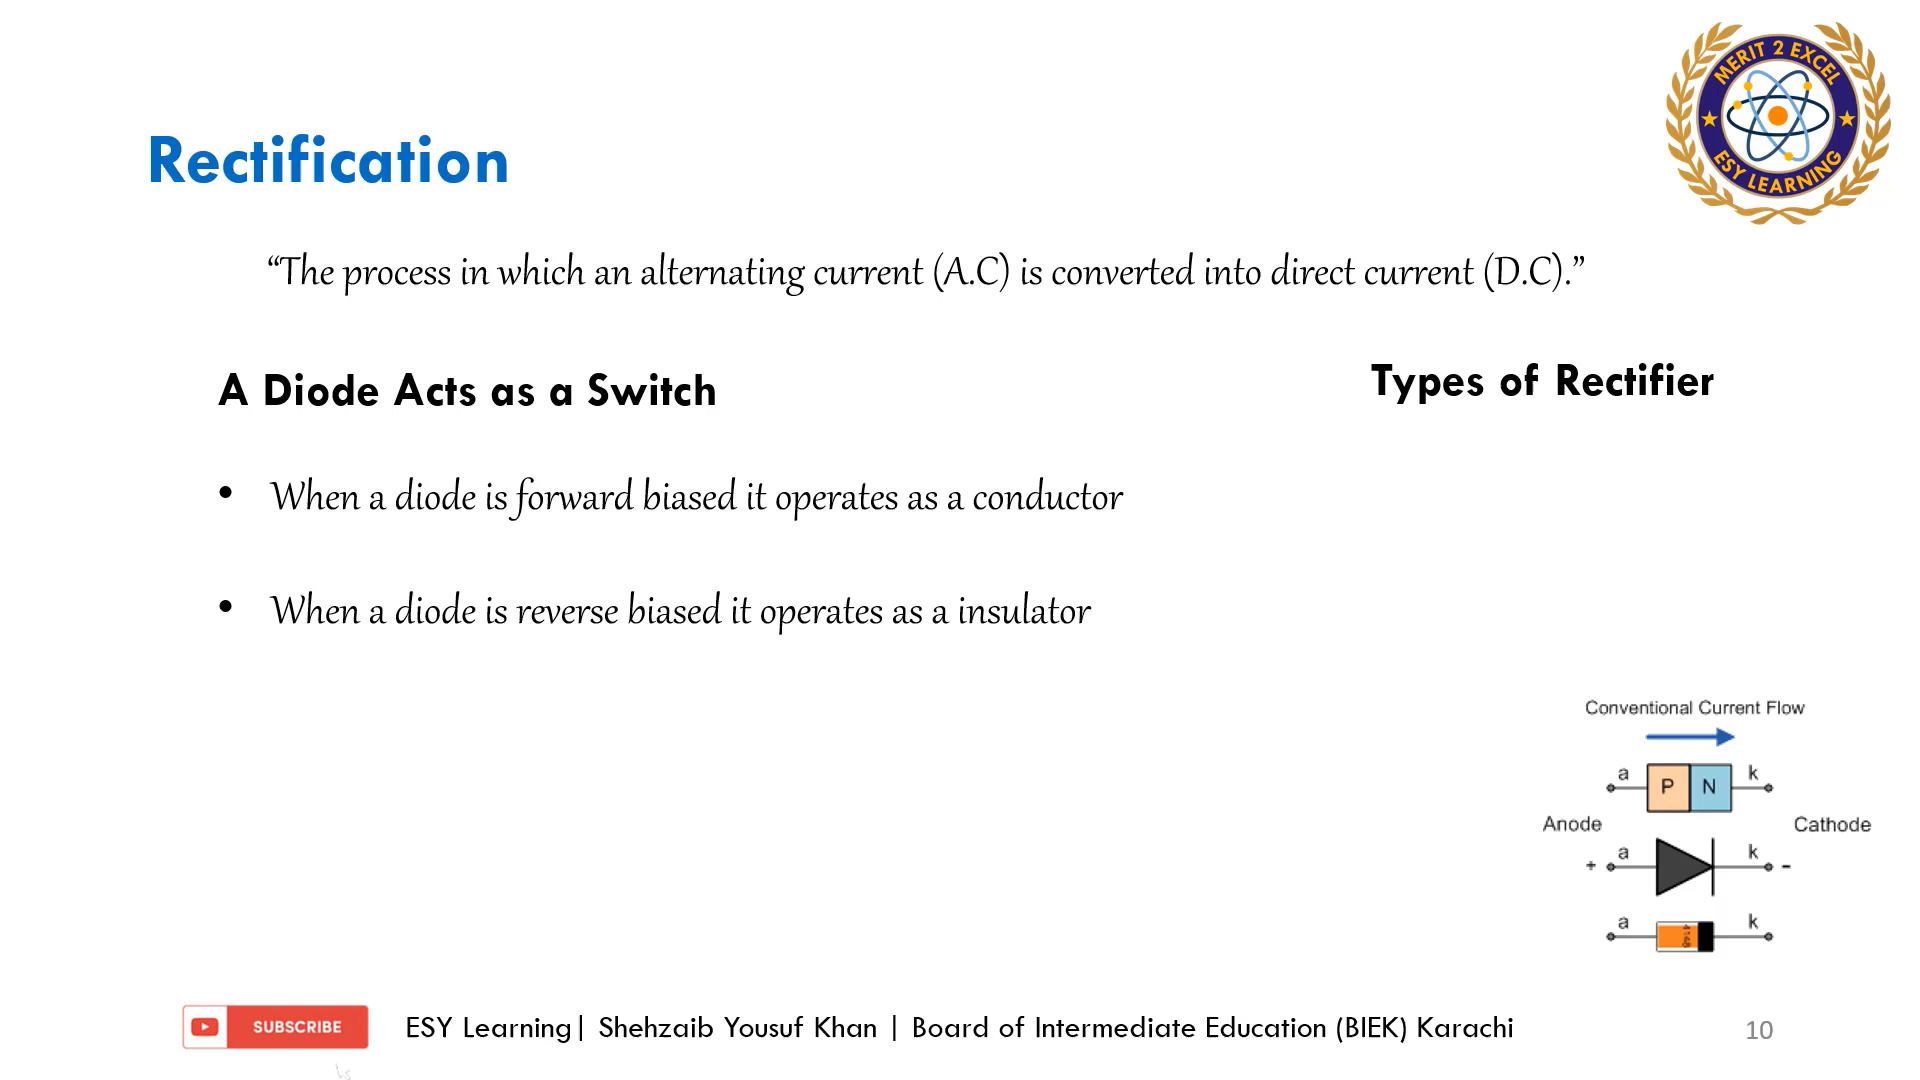 MERIT 2 EXCEL
ESY LEARNING
Rectification
“The process in which an alternating current (A.C) is converted into direct current (D.C).”
A Diode Acts as a Switch
Types of Rectifier
• When a diode is forward biased it operates as a conductor
• When a diode is reverse biased it operates as a insulator
Conventional Current Flow
a P N k
Anode Cathode
+ a k -
a 4148 k
SUBSCRIBE
ESY Learning| Shehzaib Yousuf Khan | Board of Intermediate Education (BIEK) Karachi
10